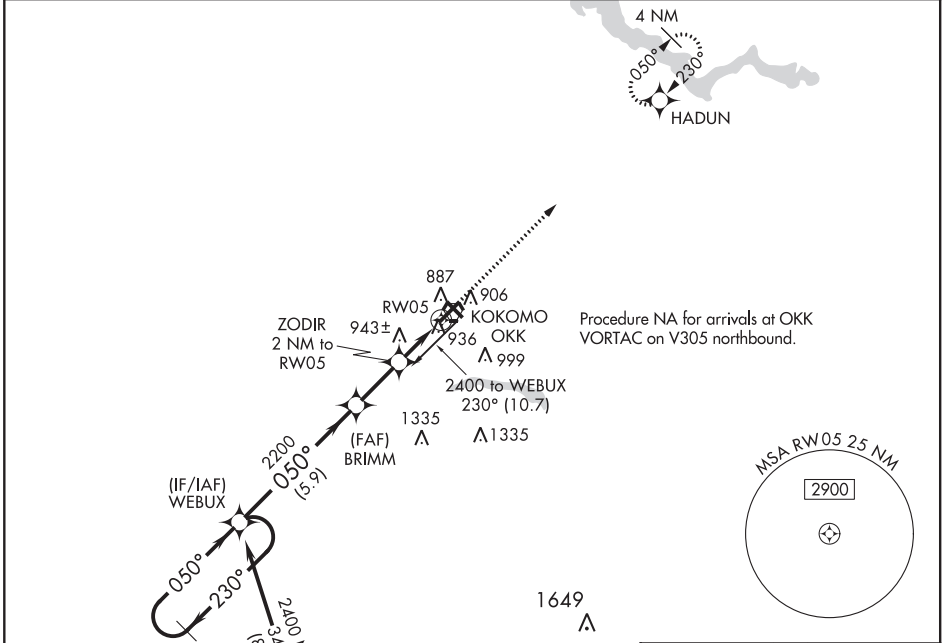 4 NM
050°
230°
HADUN
887
RW05
906
ZODIR
2 NM to
RW05
943±
KOKOMO
OKK
936
999
Procedure NA for arrivals at OKK
VORTAC on V305 northbound.
2400 to WEBUX
230° (10.7)
1335
1335
(FAF)
BRIMM
2200
050°
(5.9)
(IF/IAF)
WEBUX
MSA RW05 25 NM
2900
050°
230°
2400
1649